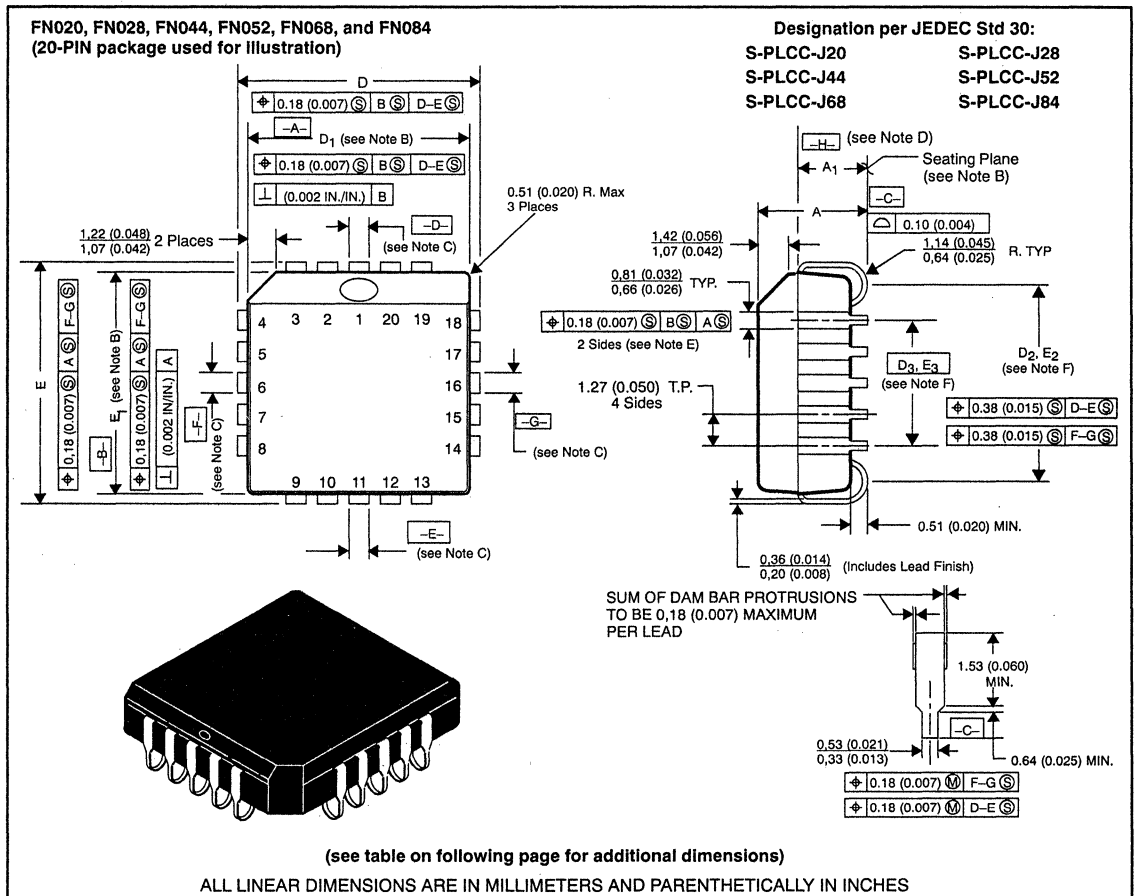 FN020, FN028, FN044, FN052, FN068, and FN084
(20-PIN package used for illustration)
Designation per JEDEC Std 30:
S-PLCC-J20 S-PLCC-J28
S-PLCC-J44 S-PLCC-J52
S-PLCC-J68 S-PLCC-J84
D
⌖ 0.18 (0.007) Ⓢ B Ⓢ D–E Ⓢ
–A–
D1 (see Note B)
⌖ 0.18 (0.007) Ⓢ B Ⓢ D–E Ⓢ
⊥ (0.002 IN./IN.) B
0.51 (0.020) R. Max
3 Places
–D–
(see Note C)
1,22 (0.048)
1,07 (0.042)
2 Places
E
⌖ 0,18 (0.007) Ⓢ A Ⓢ F–G Ⓢ
–B–
E1 (see Note B)
⌖ 0,18 (0.007) Ⓢ A Ⓢ F–G Ⓢ
⊥ (0.002 IN/IN.) A
–F–
(see Note C)
4 3 2 1 20 19 18
5 17
6 16
7 15
8 14
9 10 11 12 13
–G–
(see Note C)
–E–
(see Note C)
–H– (see Note D)
A1
Seating Plane
(see Note B)
–C–
A
⌓ 0.10 (0.004)
1,42 (0.056)
1,07 (0.042)
1,14 (0.045)
0,64 (0.025)
R. TYP
0,81 (0.032)
0,66 (0.026)
TYP.
⌖ 0.18 (0.007) Ⓢ B Ⓢ A Ⓢ
2 Sides (see Note E)
D3, E3
(see Note F)
D2, E2
(see Note F)
1.27 (0.050) T.P.
4 Sides
⌖ 0.38 (0.015) Ⓢ D–E Ⓢ
⌖ 0.38 (0.015) Ⓢ F–G Ⓢ
0.51 (0.020) MIN.
0,36 (0.014)
0,20 (0.008)
(Includes Lead Finish)
SUM OF DAM BAR PROTRUSIONS
TO BE 0,18 (0.007) MAXIMUM
PER LEAD
1.53 (0.060)
MIN.
–C–
0,53 (0.021)
0,33 (0.013)
0.64 (0.025) MIN.
⌖ 0.18 (0.007) Ⓜ F–G Ⓢ
⌖ 0.18 (0.007) Ⓜ D–E Ⓢ
(see table on following page for additional dimensions)
ALL LINEAR DIMENSIONS ARE IN MILLIMETERS AND PARENTHETICALLY IN INCHES